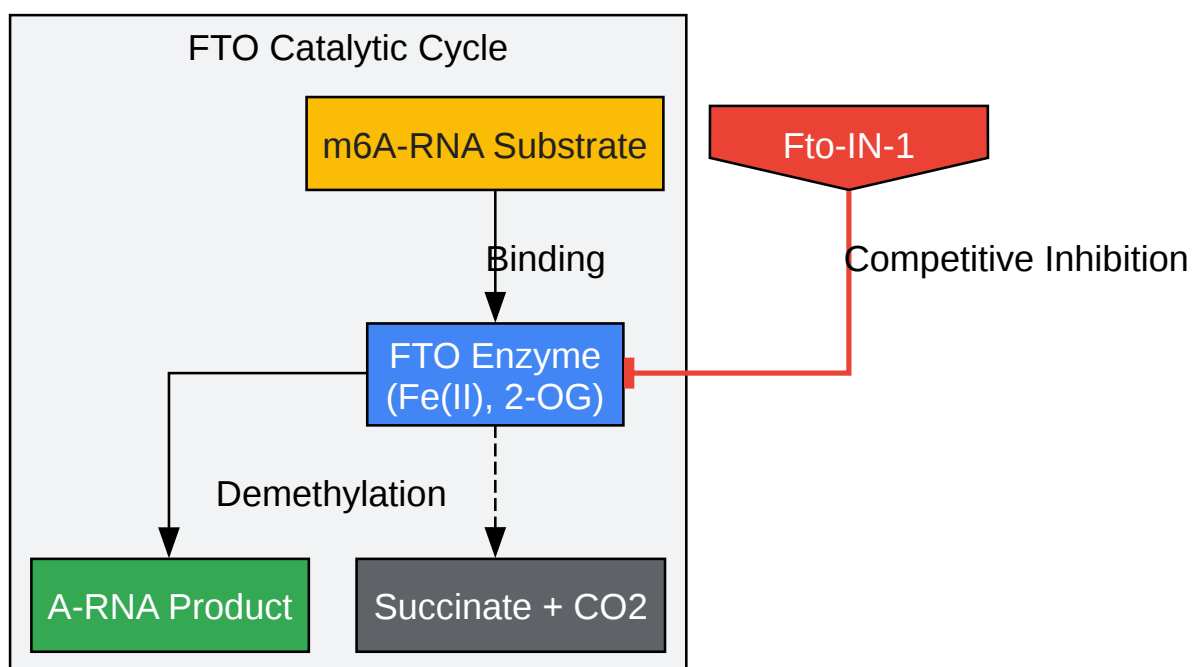 FTO Catalytic Cycle
m6A-RNA Substrate
Fto-IN-1
Binding
Competitive Inhibition
FTO Enzyme
(Fe(II), 2-OG)
Demethylation
A-RNA Product
Succinate + CO2